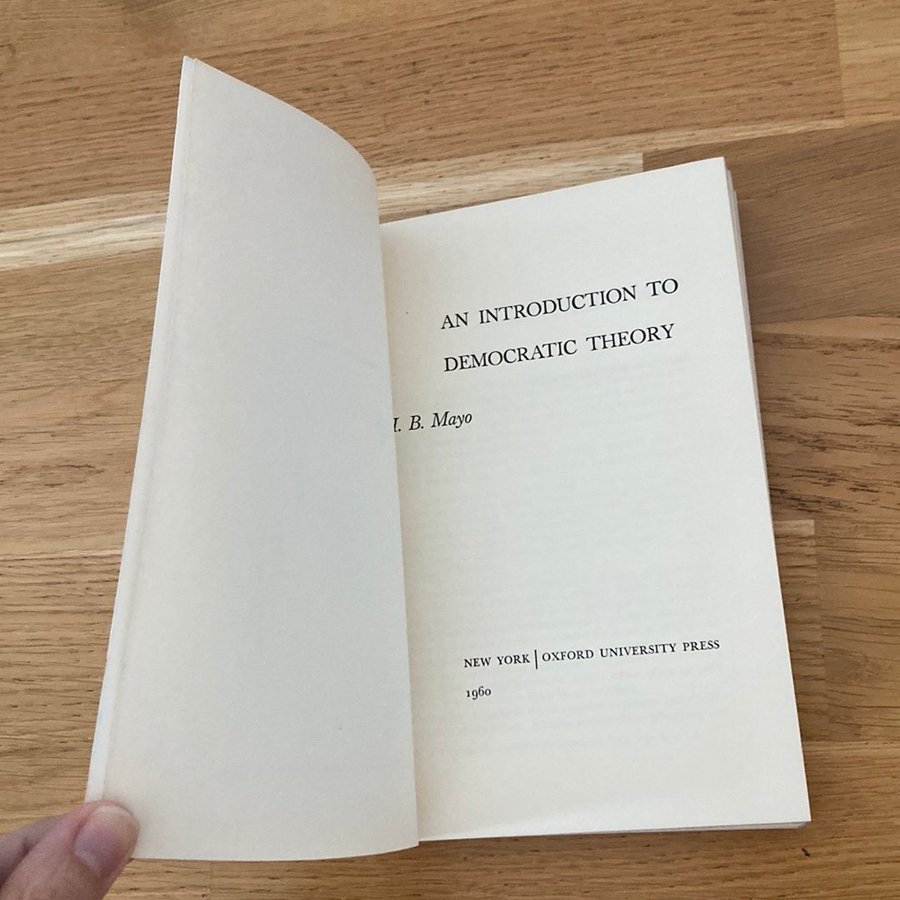 AN INTRODUCTION TO
DEMOCRATIC THEORY
H. B. Mayo
NEW YORK | OXFORD UNIVERSITY PRESS
1960